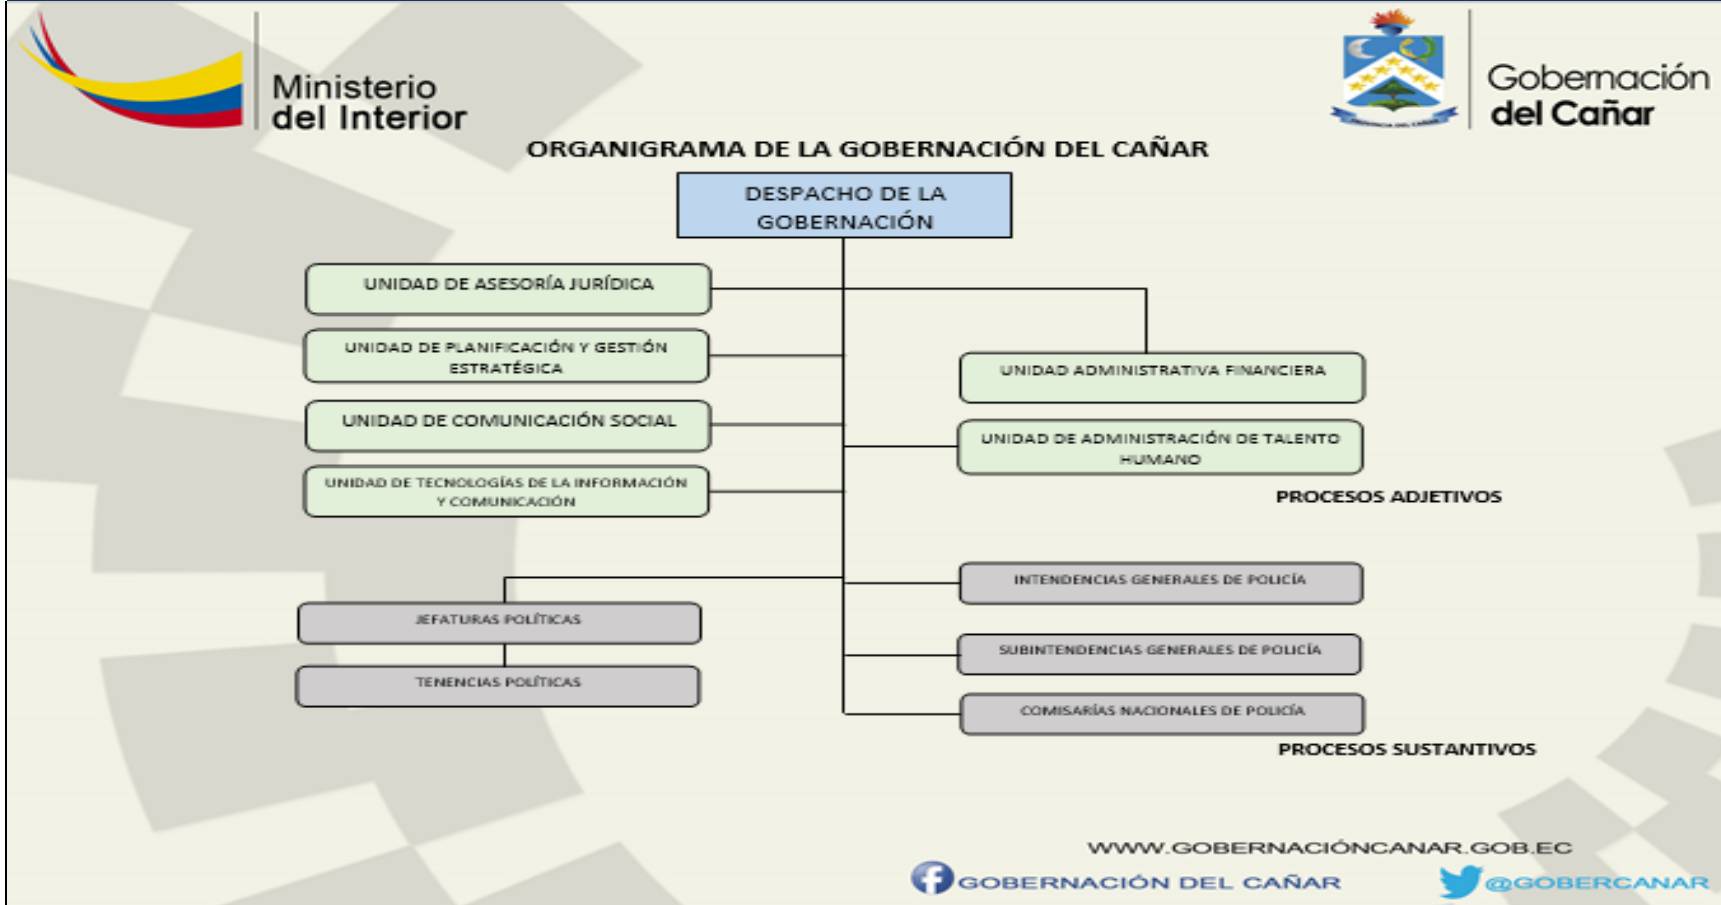 Ministerio
del Interior
Gobernación
del Cañar
PROVINCIA DEL CAÑAR
ORGANIGRAMA DE LA GOBERNACIÓN DEL CAÑAR
DESPACHO DE LA
GOBERNACIÓN
UNIDAD DE ASESORÍA JURÍDICA
UNIDAD DE PLANIFICACIÓN Y GESTIÓN
ESTRATÉGICA
UNIDAD DE COMUNICACIÓN SOCIAL
UNIDAD DE TECNOLOGÍAS DE LA INFORMACIÓN
Y COMUNICACIÓN
UNIDAD ADMINISTRATIVA FINANCIERA
UNIDAD DE ADMINISTRACIÓN DE TALENTO
HUMANO
PROCESOS ADJETIVOS
JEFATURAS POLÍTICAS
TENENCIAS POLÍTICAS
INTENDENCIAS GENERALES DE POLICÍA
SUBINTENDENCIAS GENERALES DE POLICÍA
COMISARÍAS NACIONALES DE POLICÍA
PROCESOS SUSTANTIVOS
WWW.GOBERNACIÓNCANAR.GOB.EC
GOBERNACIÓN DEL CAÑAR
@GOBERCANAR